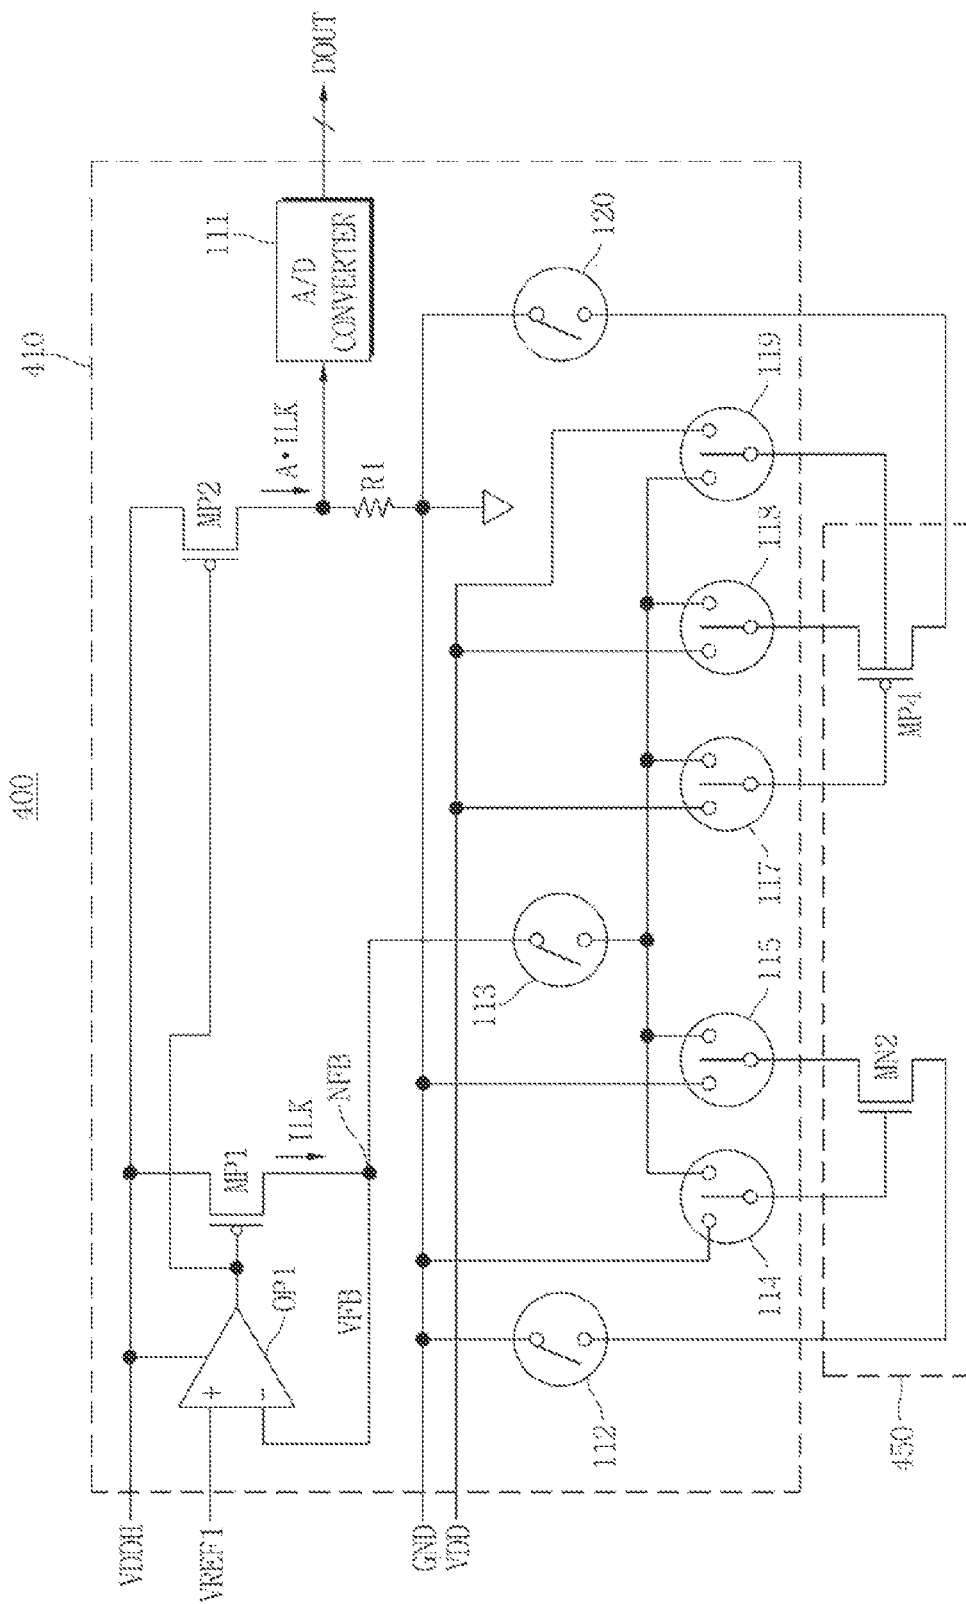 400
410
VDDH
VREF1
GND
VDD
+
-
OP1
VFB
MP1
ILK
NFB
MP2
A·ILK
R1
111
A/D
CONVERTER
DOUT
112
113
114
115
117
118
119
120
MN2
MP4
450